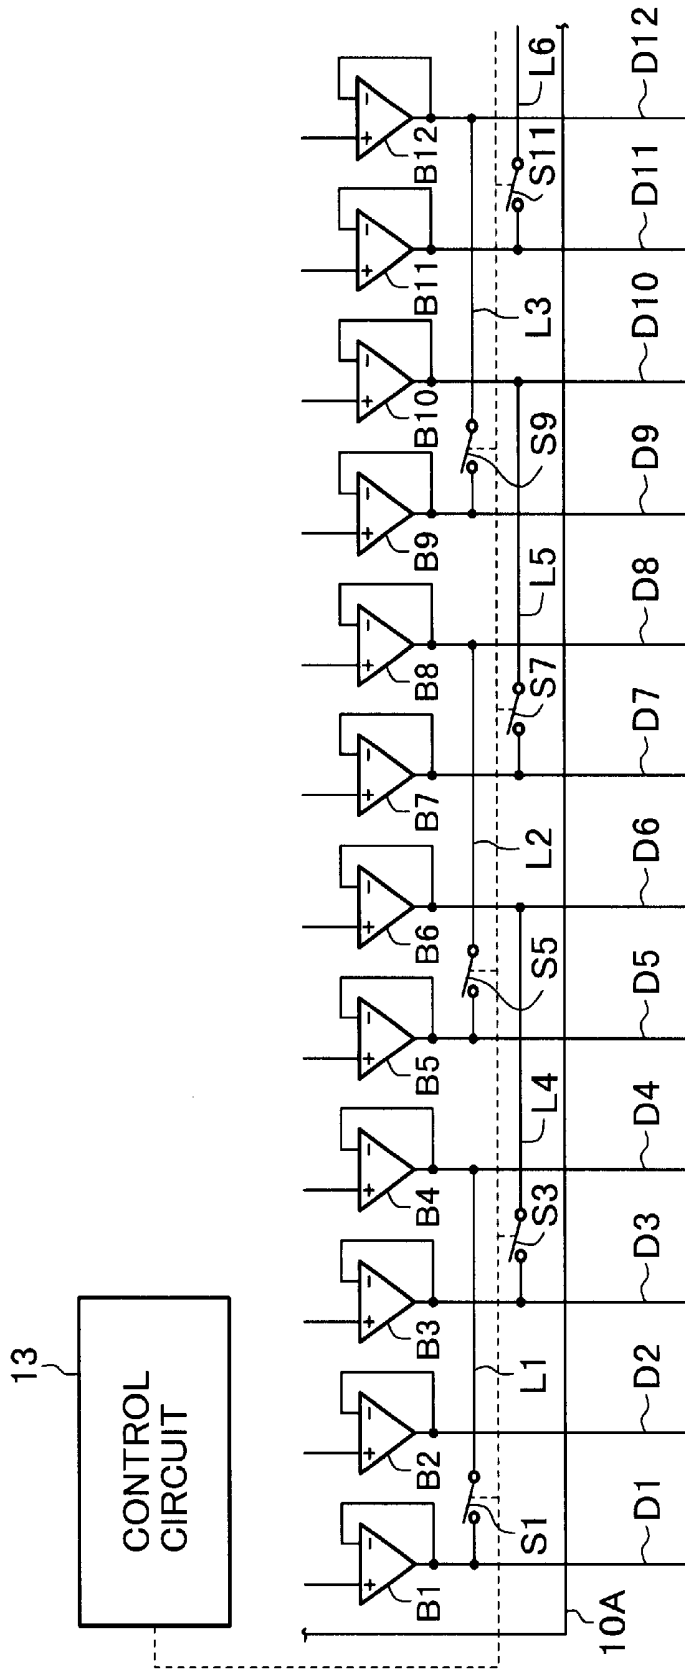 13
CONTROL
CIRCUIT
+ − + − + − + − + − + − + − + − + − + − + − + −
B1 B2 B3 B4 B5 B6 B7 B8 B9 B10 B11 B12
L1 L2 L3
S1 S3 L4 S5 S7 L5 S9 S11 L6
10A
D1 D2 D3 D4 D5 D6 D7 D8 D9 D10 D11 D12